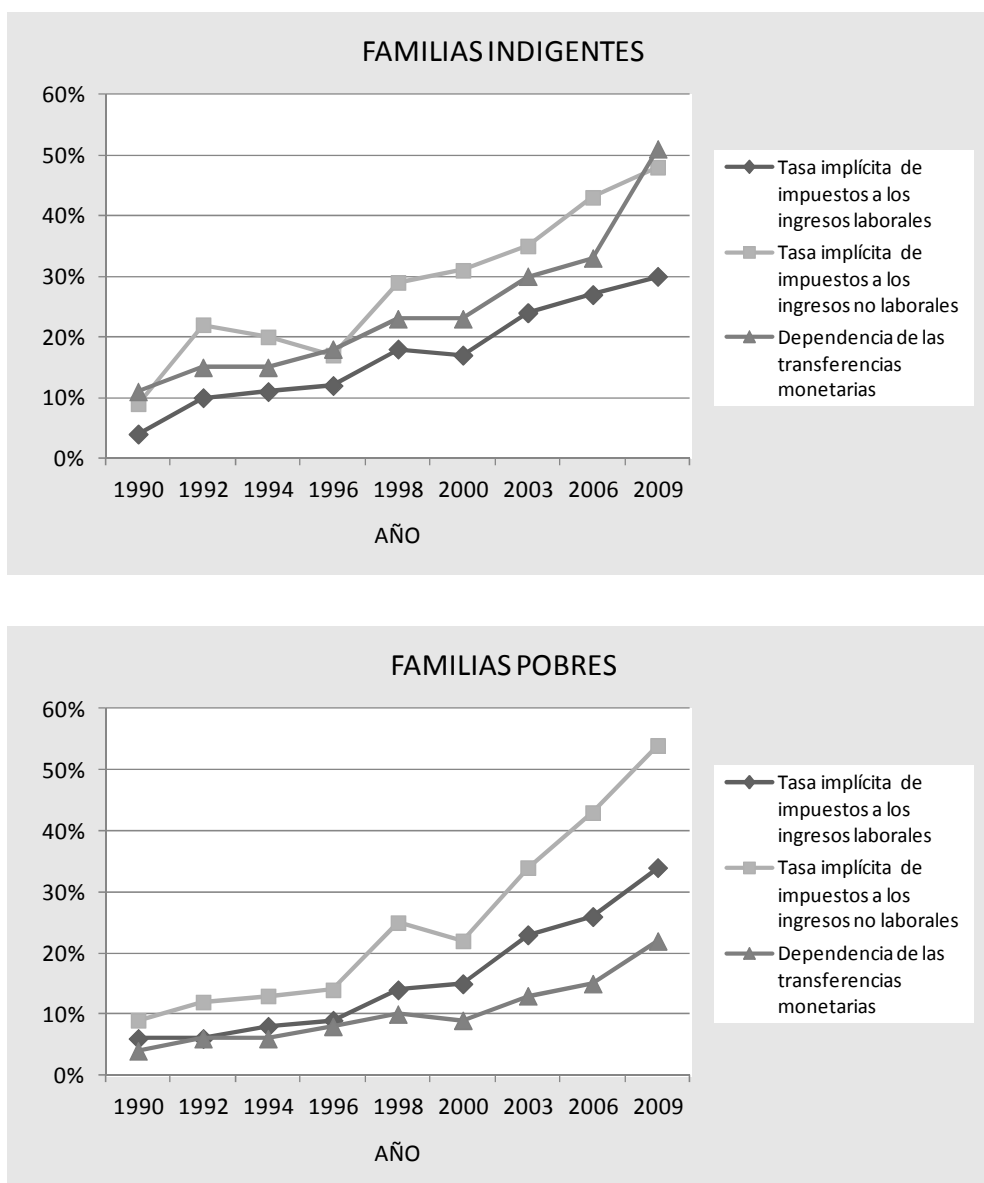 FAMILIAS INDIGENTES
60%
50%
40%
30%
20%
10%
0%
1990 1992 1994 1996 1998 2000 2003 2006 2009
AÑO
Tasa implícita de
impuestos a los
ingresos laborales
Tasa implícita de
impuestos a los
ingresos no laborales
Dependencia de las
transferencias
monetarias
FAMILIAS POBRES
60%
50%
40%
30%
20%
10%
0%
1990 1992 1994 1996 1998 2000 2003 2006 2009
AÑO
Tasa implícita de
impuestos a los
ingresos laborales
Tasa implícita de
impuestos a los
ingresos no laborales
Dependencia de las
transferencias
monetarias